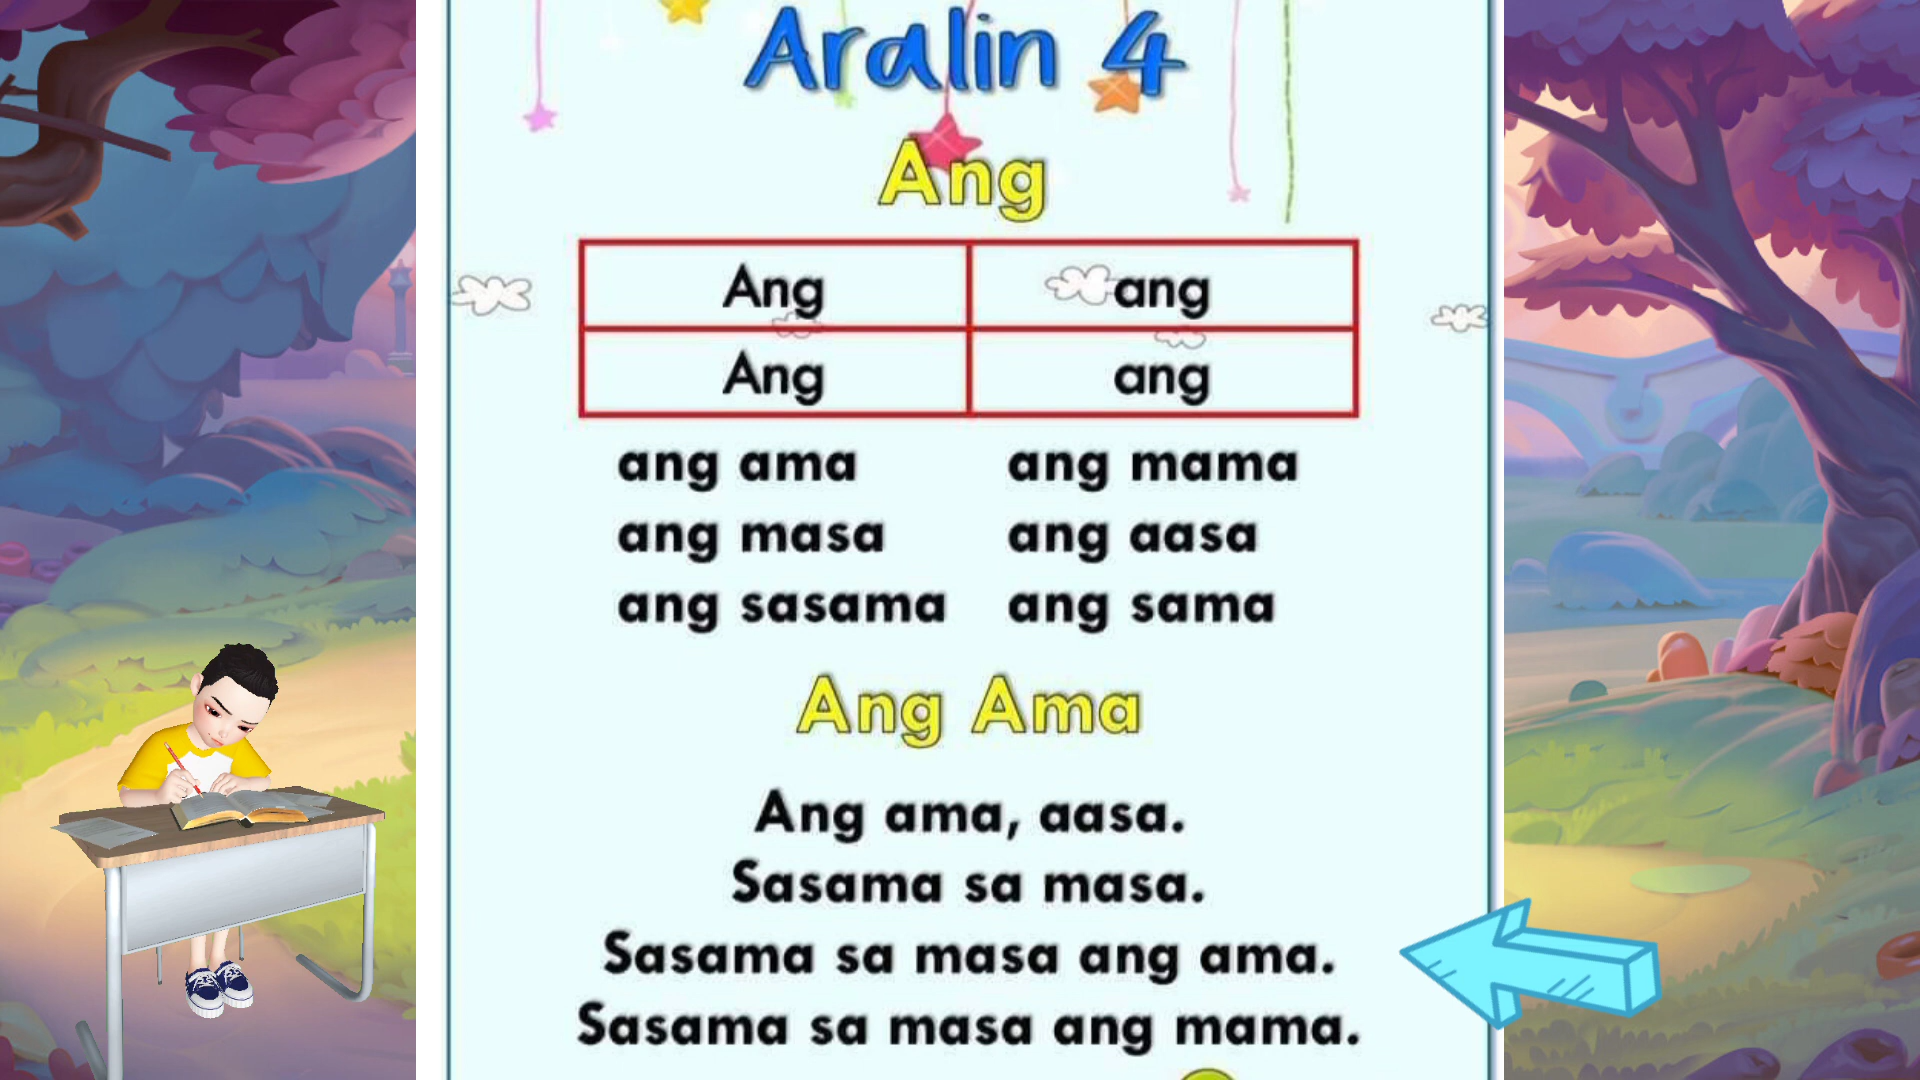 Aralin 4
Ang
Ang ang
Ang ang
ang ama ang mama
ang masa ang aasa
ang sasama ang sama
Ang Ama
Ang ama, aasa.
Sasama sa masa.
Sasama sa masa ang ama.
Sasama sa masa ang mama.